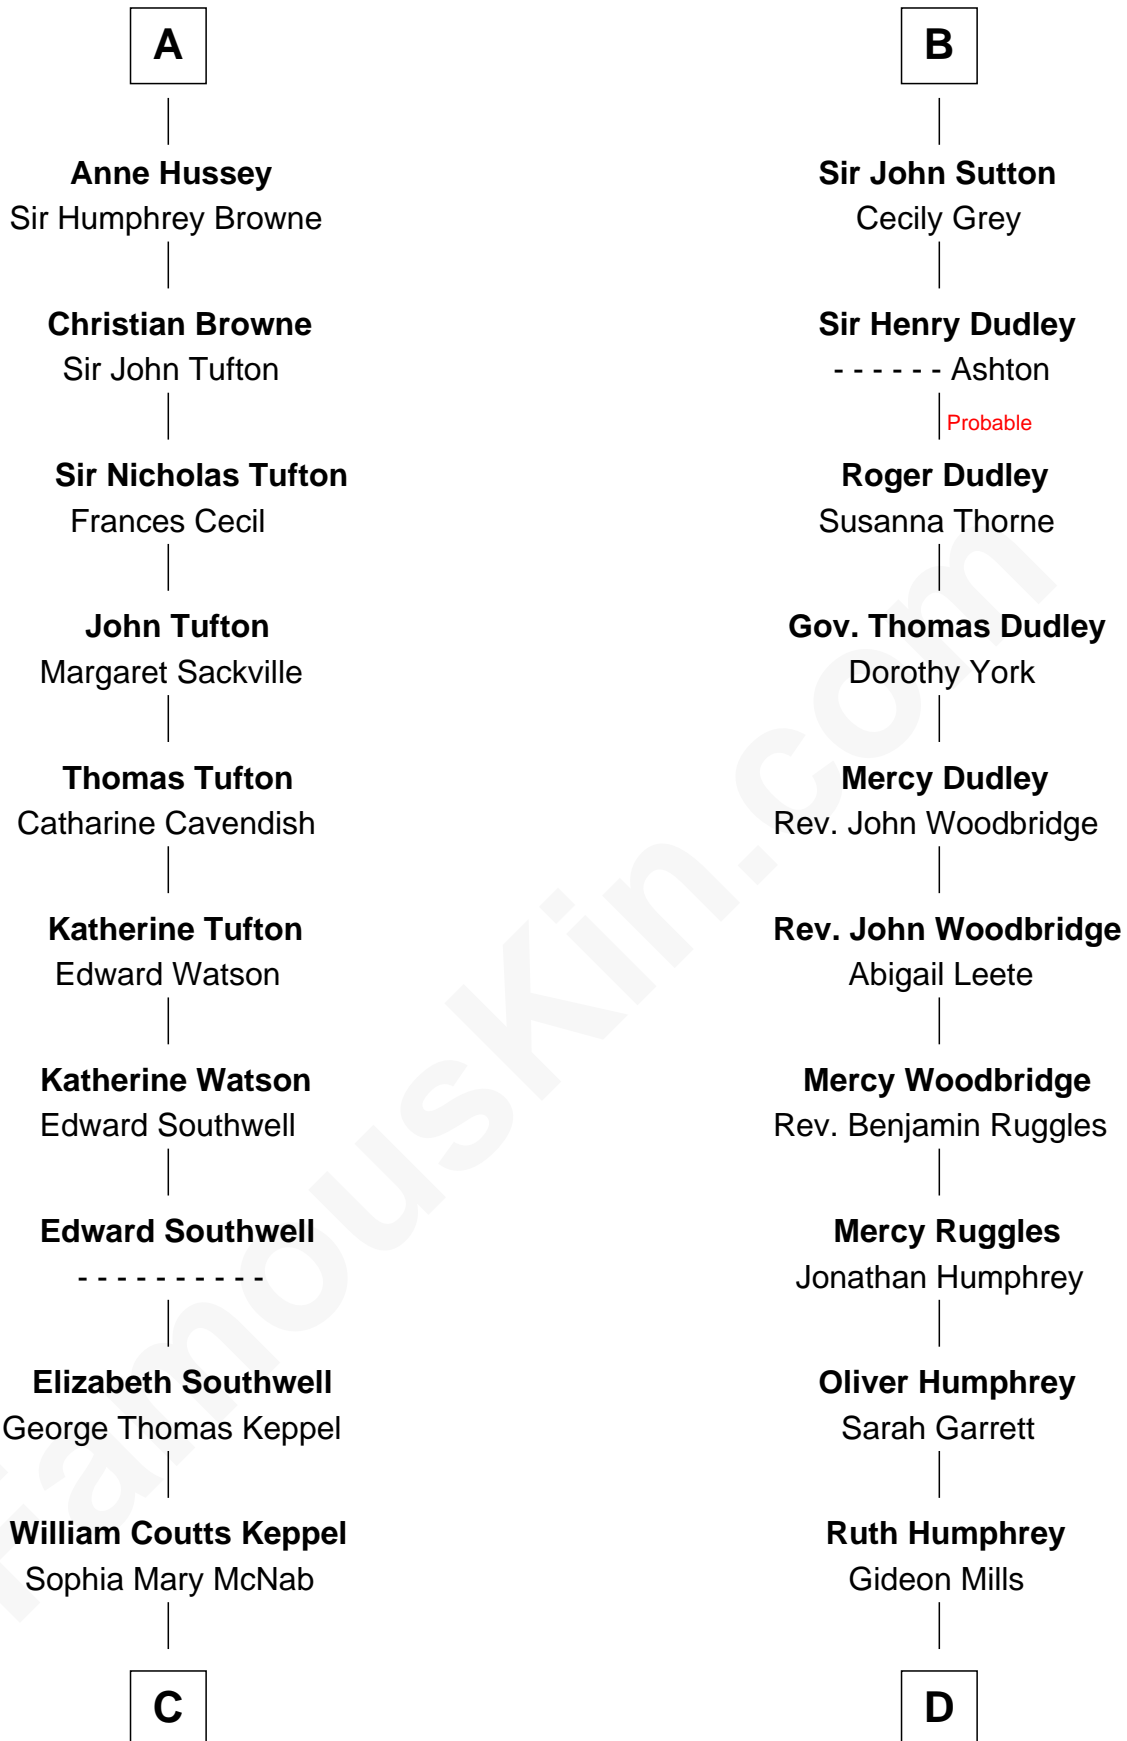 A
Anne Hussey
Sir Humphrey Browne
Christian Browne
Sir John Tufton
Sir Nicholas Tufton
Frances Cecil
John Tufton
Margaret Sackville
Thomas Tufton
Catharine Cavendish
Katherine Tufton
Edward Watson
Katherine Watson
Edward Southwell
Edward Southwell
- - - - - - - - - -
Elizabeth Southwell
George Thomas Keppel
William Coutts Keppel
Sophia Mary McNab
C
B
Sir John Sutton
Cecily Grey
Sir Henry Dudley
- - - - - - Ashton
Probable
Roger Dudley
Susanna Thorne
Gov. Thomas Dudley
Dorothy York
Mercy Dudley
Rev. John Woodbridge
Rev. John Woodbridge
Abigail Leete
Mercy Woodbridge
Rev. Benjamin Ruggles
Mercy Ruggles
Jonathan Humphrey
Oliver Humphrey
Sarah Garrett
Ruth Humphrey
Gideon Mills
D
FamousKin.com